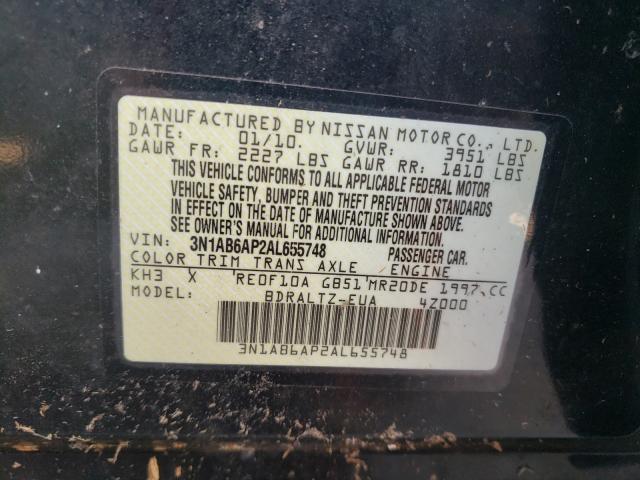 MANUFACTURED BY NISSAN MOTOR CO., LTD.
DATE: 01/10. GVWR: 3951 LBS
GAWR FR: 2227 LBS GAWR RR: 1810 LBS
THIS VEHICLE CONFORMS TO ALL APPLICABLE FEDERAL MOTOR
VEHICLE SAFETY, BUMPER AND THEFT PREVENTION STANDARDS
IN EFFECT ON THE DATE OF MANUFACTURE SHOWN ABOVE.
SEE OWNER'S MANUAL FOR ADDITIONAL INFORMATION.
VIN: 3N1AB6AP2AL655748 PASSENGER CAR.
COLOR TRIM TRANS AXLE ENGINE
KH3 X 'RE0F10A GB51'MR20DE 1997.CC
MODEL: BDRALTZ-EUA 4Z000
3N1AB6AP2AL655748